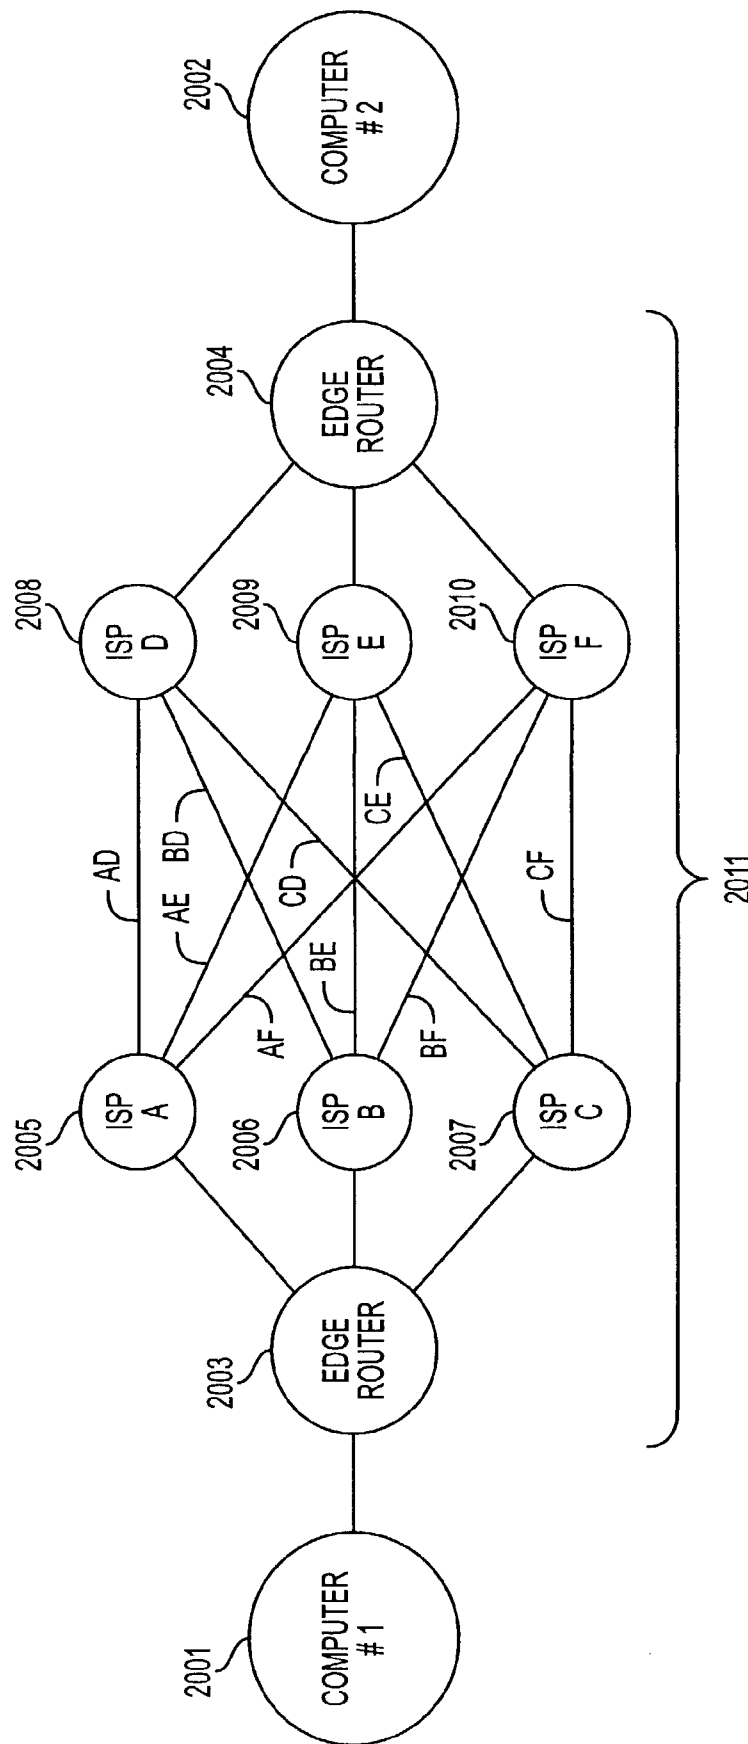 2001
COMPUTER
#1
2003
EDGE
ROUTER
2005
ISP
A
2006
ISP
B
2007
ISP
C
AD
BD
AE
AF
CD
BE
CE
BF
CF
2008
ISP
D
2009
ISP
E
2010
ISP
F
2004
EDGE
ROUTER
2002
COMPUTER
#2
2011